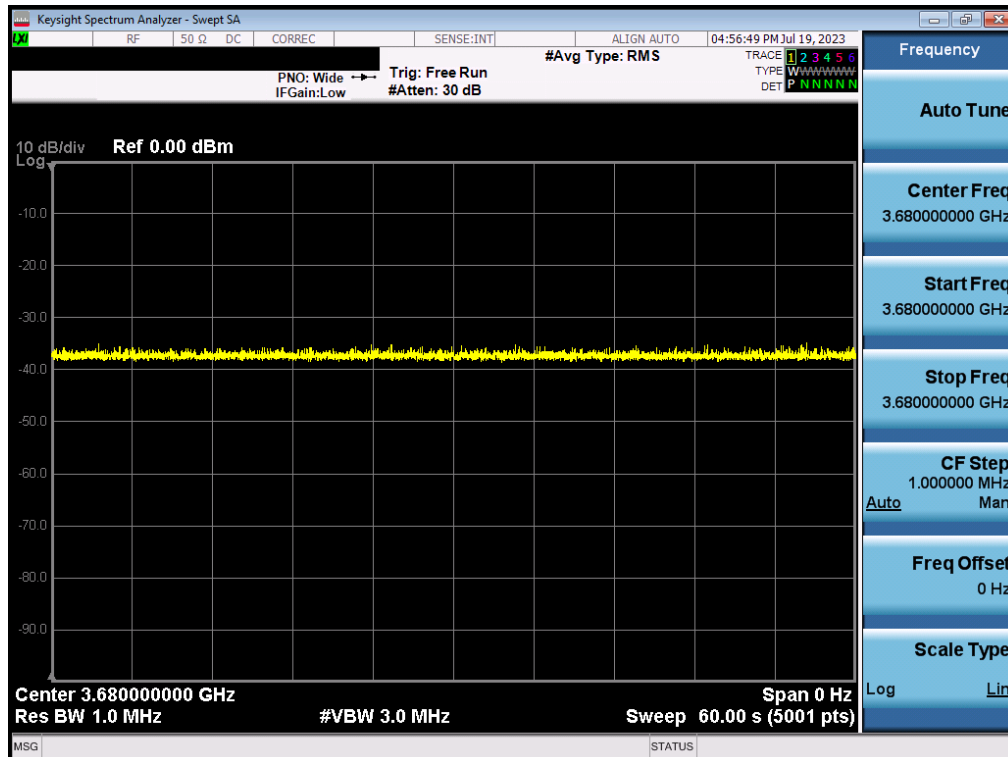 Keysight Spectrum Analyzer - Swept SA
LXI RF 50 Ω DC CORREC SENSE:INT ALIGN AUTO 04:56:49 PM Jul 19, 2023
#Avg Type: RMS
TRACE 1 2 3 4 5 6
TYPE W W W W W W
DET P N N N N N
PNO: Wide
IFGain:Low
Trig: Free Run
#Atten: 30 dB
10 dB/div Ref 0.00 dBm
Log
-10.0
-20.0
-30.0
-40.0
-50.0
-60.0
-70.0
-80.0
-90.0
Center 3.680000000 GHz
Span 0 Hz
Res BW 1.0 MHz
#VBW 3.0 MHz
Sweep 60.00 s (5001 pts)
MSG
STATUS
Frequency
Auto Tune
Center Freq
3.680000000 GHz
Start Freq
3.680000000 GHz
Stop Freq
3.680000000 GHz
CF Step
1.000000 MHz
Auto Man
Freq Offset
0 Hz
Scale Type
Log Lin